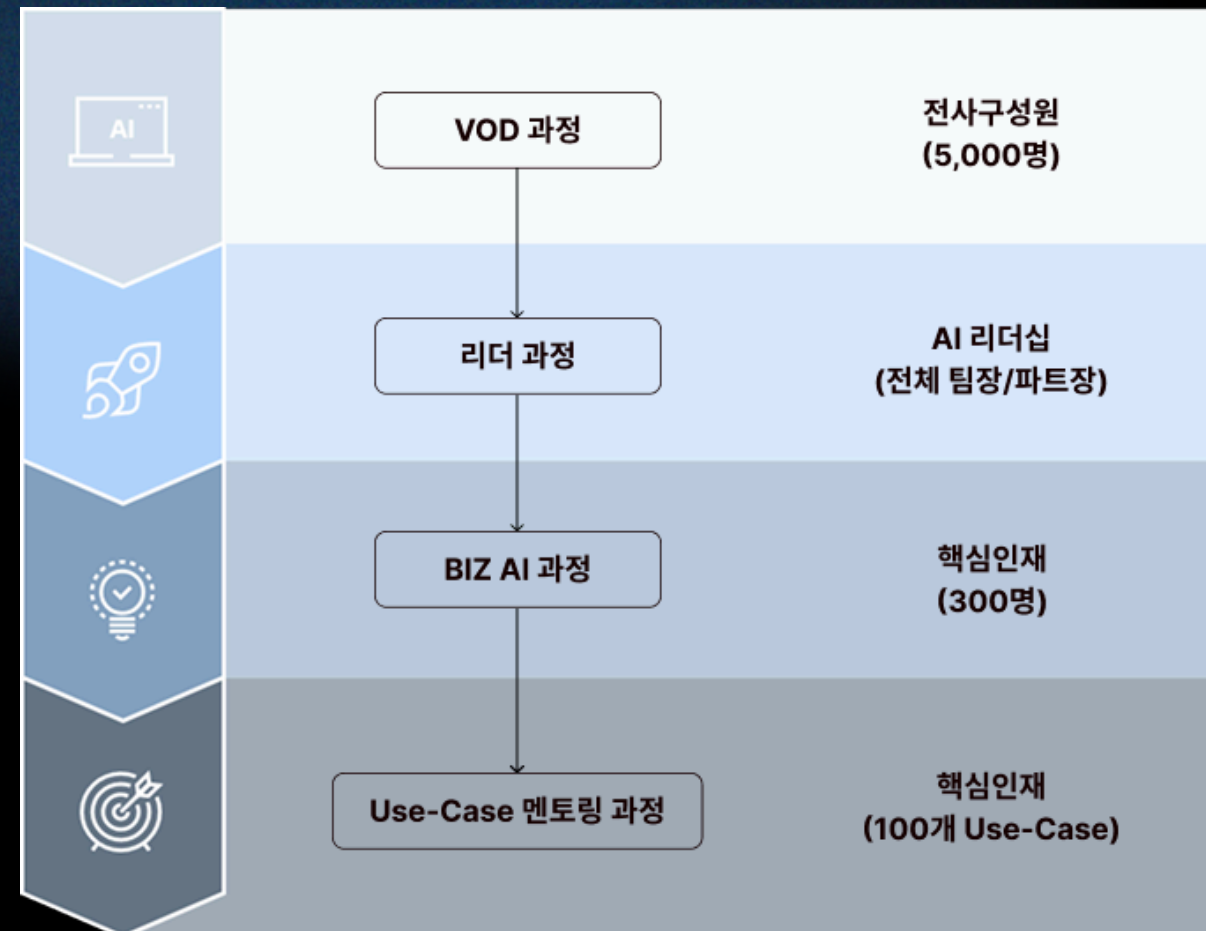 AI
VOD 과정
전사구성원
(5,000명)
리더 과정
AI 리더십
(전체 팀장/파트장)
BIZ AI 과정
핵심인재
(300명)
Use-Case 멘토링 과정
핵심인재
(100개 Use-Case)